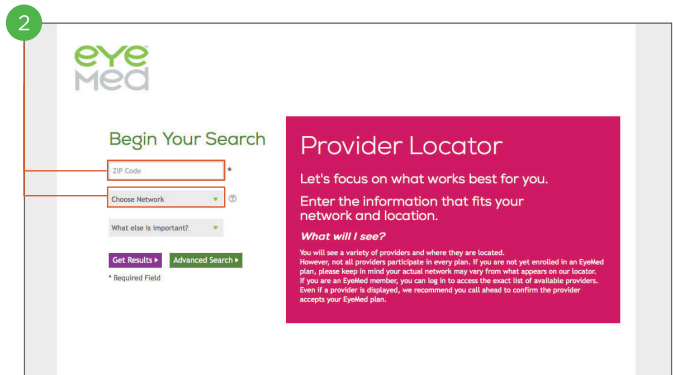 2
eye
Med
Begin Your Search
ZIP Code *
Choose Network ?
What else is important?
Get Results Advanced Search
* Required Field
Provider Locator
Let's focus on what works best for you.
Enter the information that fits your
network and location.
What will I see?
You will see a variety of providers and where they are located.
However, not all providers participate in every plan. If you are not yet enrolled in an EyeMed
plan, please keep in mind your actual network may vary from what appears on our locator.
If you are an EyeMed member, you can log in to access the exact list of available providers.
Even if a provider is displayed, we recommend you call ahead to confirm the provider
accepts your EyeMed plan.